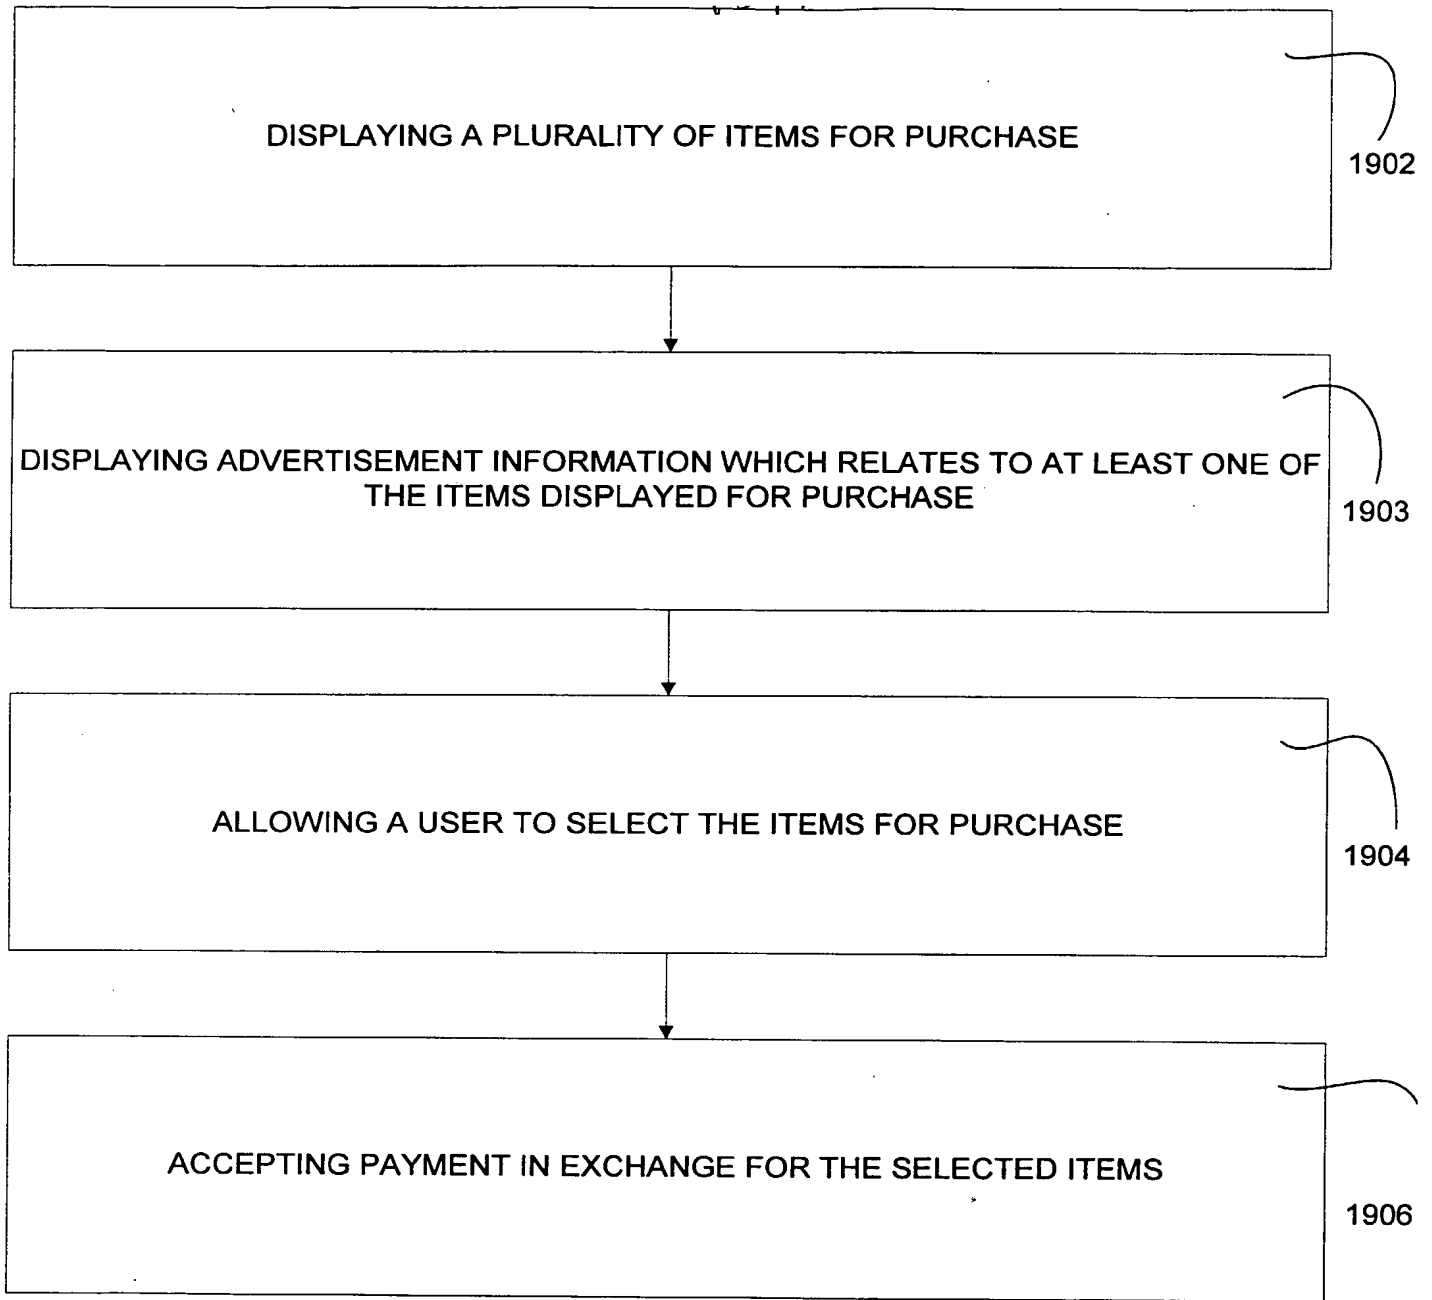 DISPLAYING A PLURALITY OF ITEMS FOR PURCHASE
1902
DISPLAYING ADVERTISEMENT INFORMATION WHICH RELATES TO AT LEAST ONE OF
THE ITEMS DISPLAYED FOR PURCHASE
1903
ALLOWING A USER TO SELECT THE ITEMS FOR PURCHASE
1904
ACCEPTING PAYMENT IN EXCHANGE FOR THE SELECTED ITEMS
1906